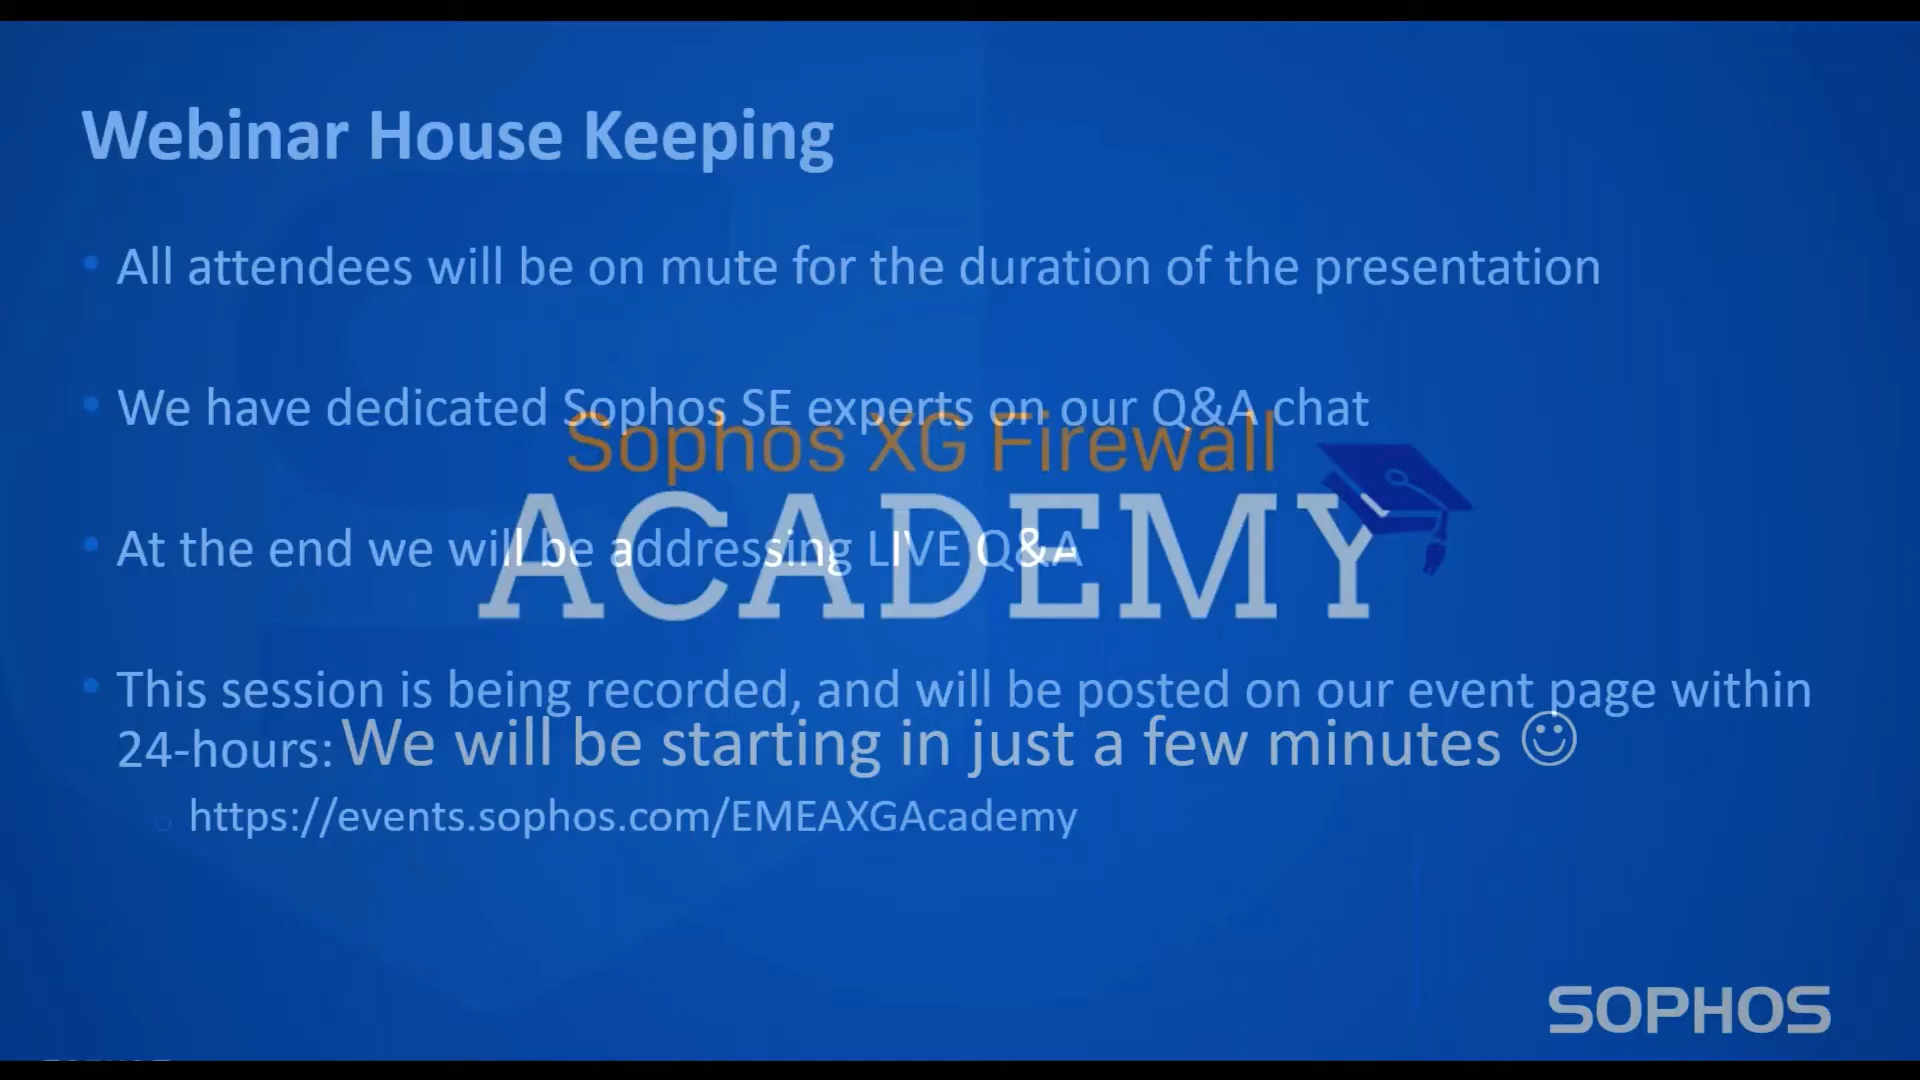 Webinar House Keeping
• All attendees will be on mute for the duration of the presentation
• We have dedicated Sophos SE experts on our Q&A chat
Sophos XG Firewall
ACADEMY
• At the end we will be addressing LIVE Q&A
• This session is being recorded, and will be posted on our event page within
24-hours:
We will be starting in just a few minutes ☺
https://events.sophos.com/EMEAXGAcademy
SOPHOS